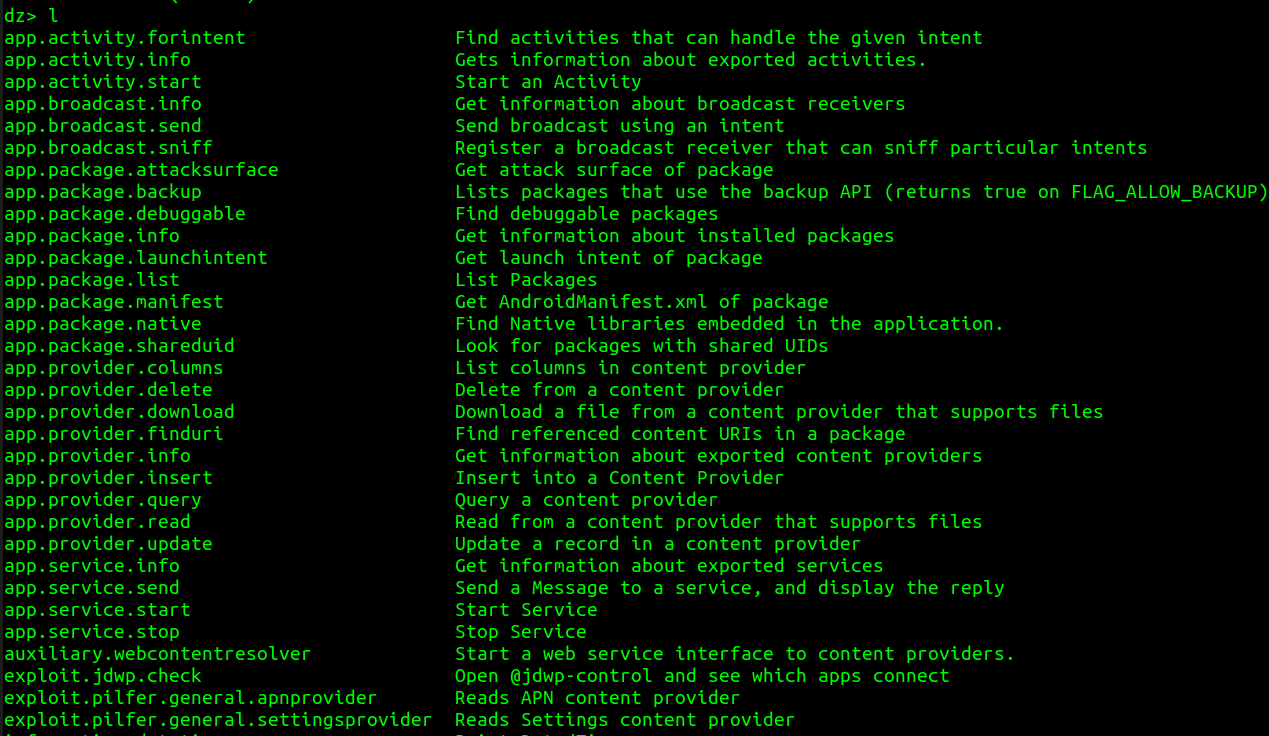 dz> l
app.activity.forintent Find activities that can handle the given intent
app.activity.info Gets information about exported activities.
app.activity.start Start an Activity
app.broadcast.info Get information about broadcast receivers
app.broadcast.send Send broadcast using an intent
app.broadcast.sniff Register a broadcast receiver that can sniff particular intents
app.package.attacksurface Get attack surface of package
app.package.backup Lists packages that use the backup API (returns true on FLAG_ALLOW_BACKUP)
app.package.debuggable Find debuggable packages
app.package.info Get information about installed packages
app.package.launchintent Get launch intent of package
app.package.list List Packages
app.package.manifest Get AndroidManifest.xml of package
app.package.native Find Native libraries embedded in the application.
app.package.shareduid Look for packages with shared UIDs
app.provider.columns List columns in content provider
app.provider.delete Delete from a content provider
app.provider.download Download a file from a content provider that supports files
app.provider.finduri Find referenced content URIs in a package
app.provider.info Get information about exported content providers
app.provider.insert Insert into a Content Provider
app.provider.query Query a content provider
app.provider.read Read from a content provider that supports files
app.provider.update Update a record in a content provider
app.service.info Get information about exported services
app.service.send Send a Message to a service, and display the reply
app.service.start Start Service
app.service.stop Stop Service
auxiliary.webcontentresolver Start a web service interface to content providers.
exploit.jdwp.check Open @jdwp-control and see which apps connect
exploit.pilfer.general.apnprovider Reads APN content provider
exploit.pilfer.general.settingsprovider Reads Settings content provider